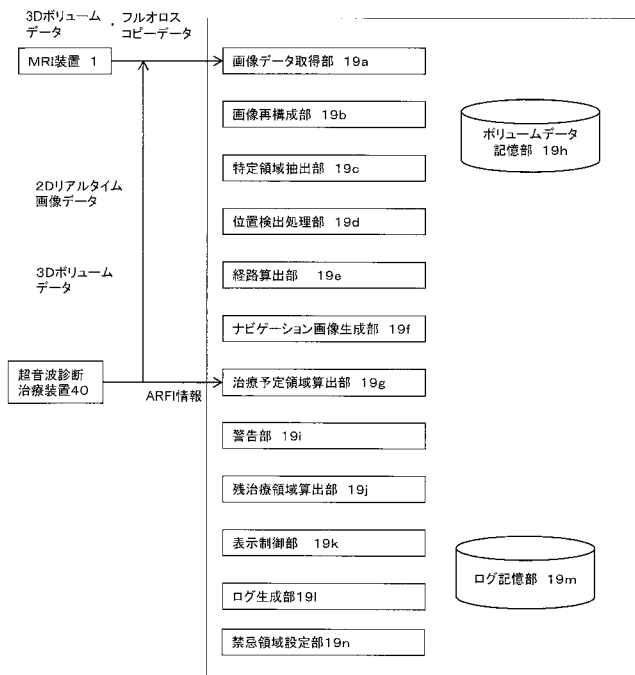 3Dボリューム
データ
・フルオロス
コピーデータ
MRI装置 1
画像データ取得部 19a
画像再構成部 19b
ボリュームデータ
記憶部 19h
特定領域抽出部 19c
2Dリアルタイム
画像データ
位置検出処理部 19d
3Dボリューム
データ
経路算出部 19e
ナビゲーション画像生成部 19f
超音波診断
治療装置40
ARFI情報
治療予定領域算出部 19g
警告部 19i
残治療領域算出部 19j
表示制御部 19k
ログ記憶部 19m
ログ生成部19l
禁忌領域設定部19n